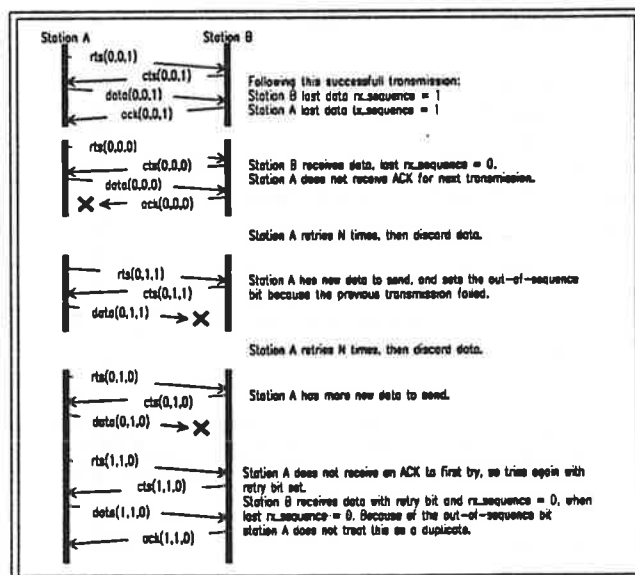 Station A
Station B
rts(0,0,1)
cts(0,0,1)
data(0,0,1)
ack(0,0,1)
Following this successfull transmission:
Station B last data rx_sequence = 1
Station A last data tx_sequence = 1
rts(0,0,0)
cts(0,0,0)
data(0,0,0)
ack(0,0,0)
Station B receives data, last rx_sequence = 0.
Station A does not receive ACK for next transmission.
Station A retries N times, then discard data.
rts(0,1,1)
cts(0,1,1)
data(0,1,1)
Station A has new data to send, and sets the out-of-sequence
bit because the previous transmission failed.
Station A retries N times, then discard data.
rts(0,1,0)
cts(0,1,0)
data(0,1,0)
Station A has more new data to send.
rts(1,1,0)
cts(1,1,0)
data(1,1,0)
ack(1,1,0)
Station A does not receive an ACK to first by, so tries again with
retry bit set.
Station B receives data with retry bit and rx_sequence = 0, when
last rx_sequence = 0. Because of the out-of-sequence bit
station A does not treat this as a duplicate.